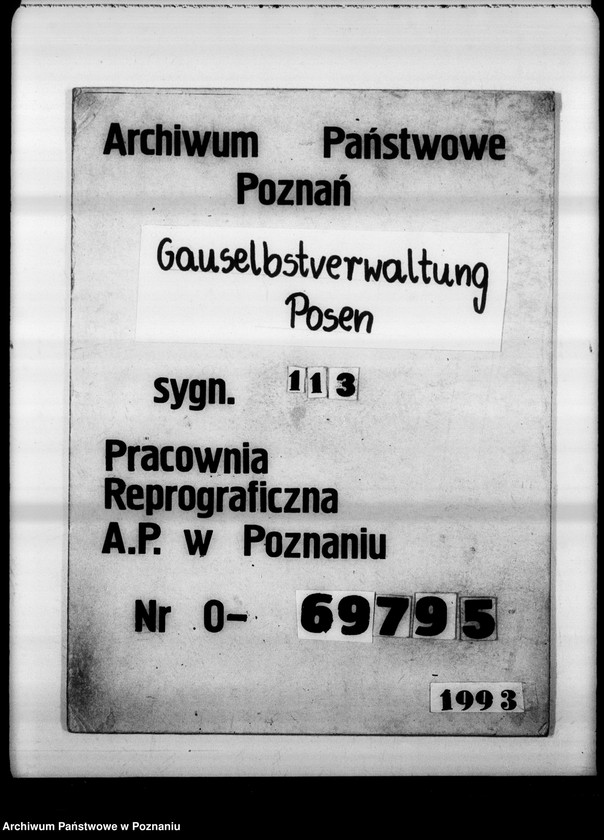 Archiwum Państwowe
Poznań
Gauselbstverwaltung
Posen
sygn. 113
Pracownia
Reprograficzna
A.P. w Poznaniu
Nr 0- 69795
1993
Archiwum Państwowe w Poznaniu